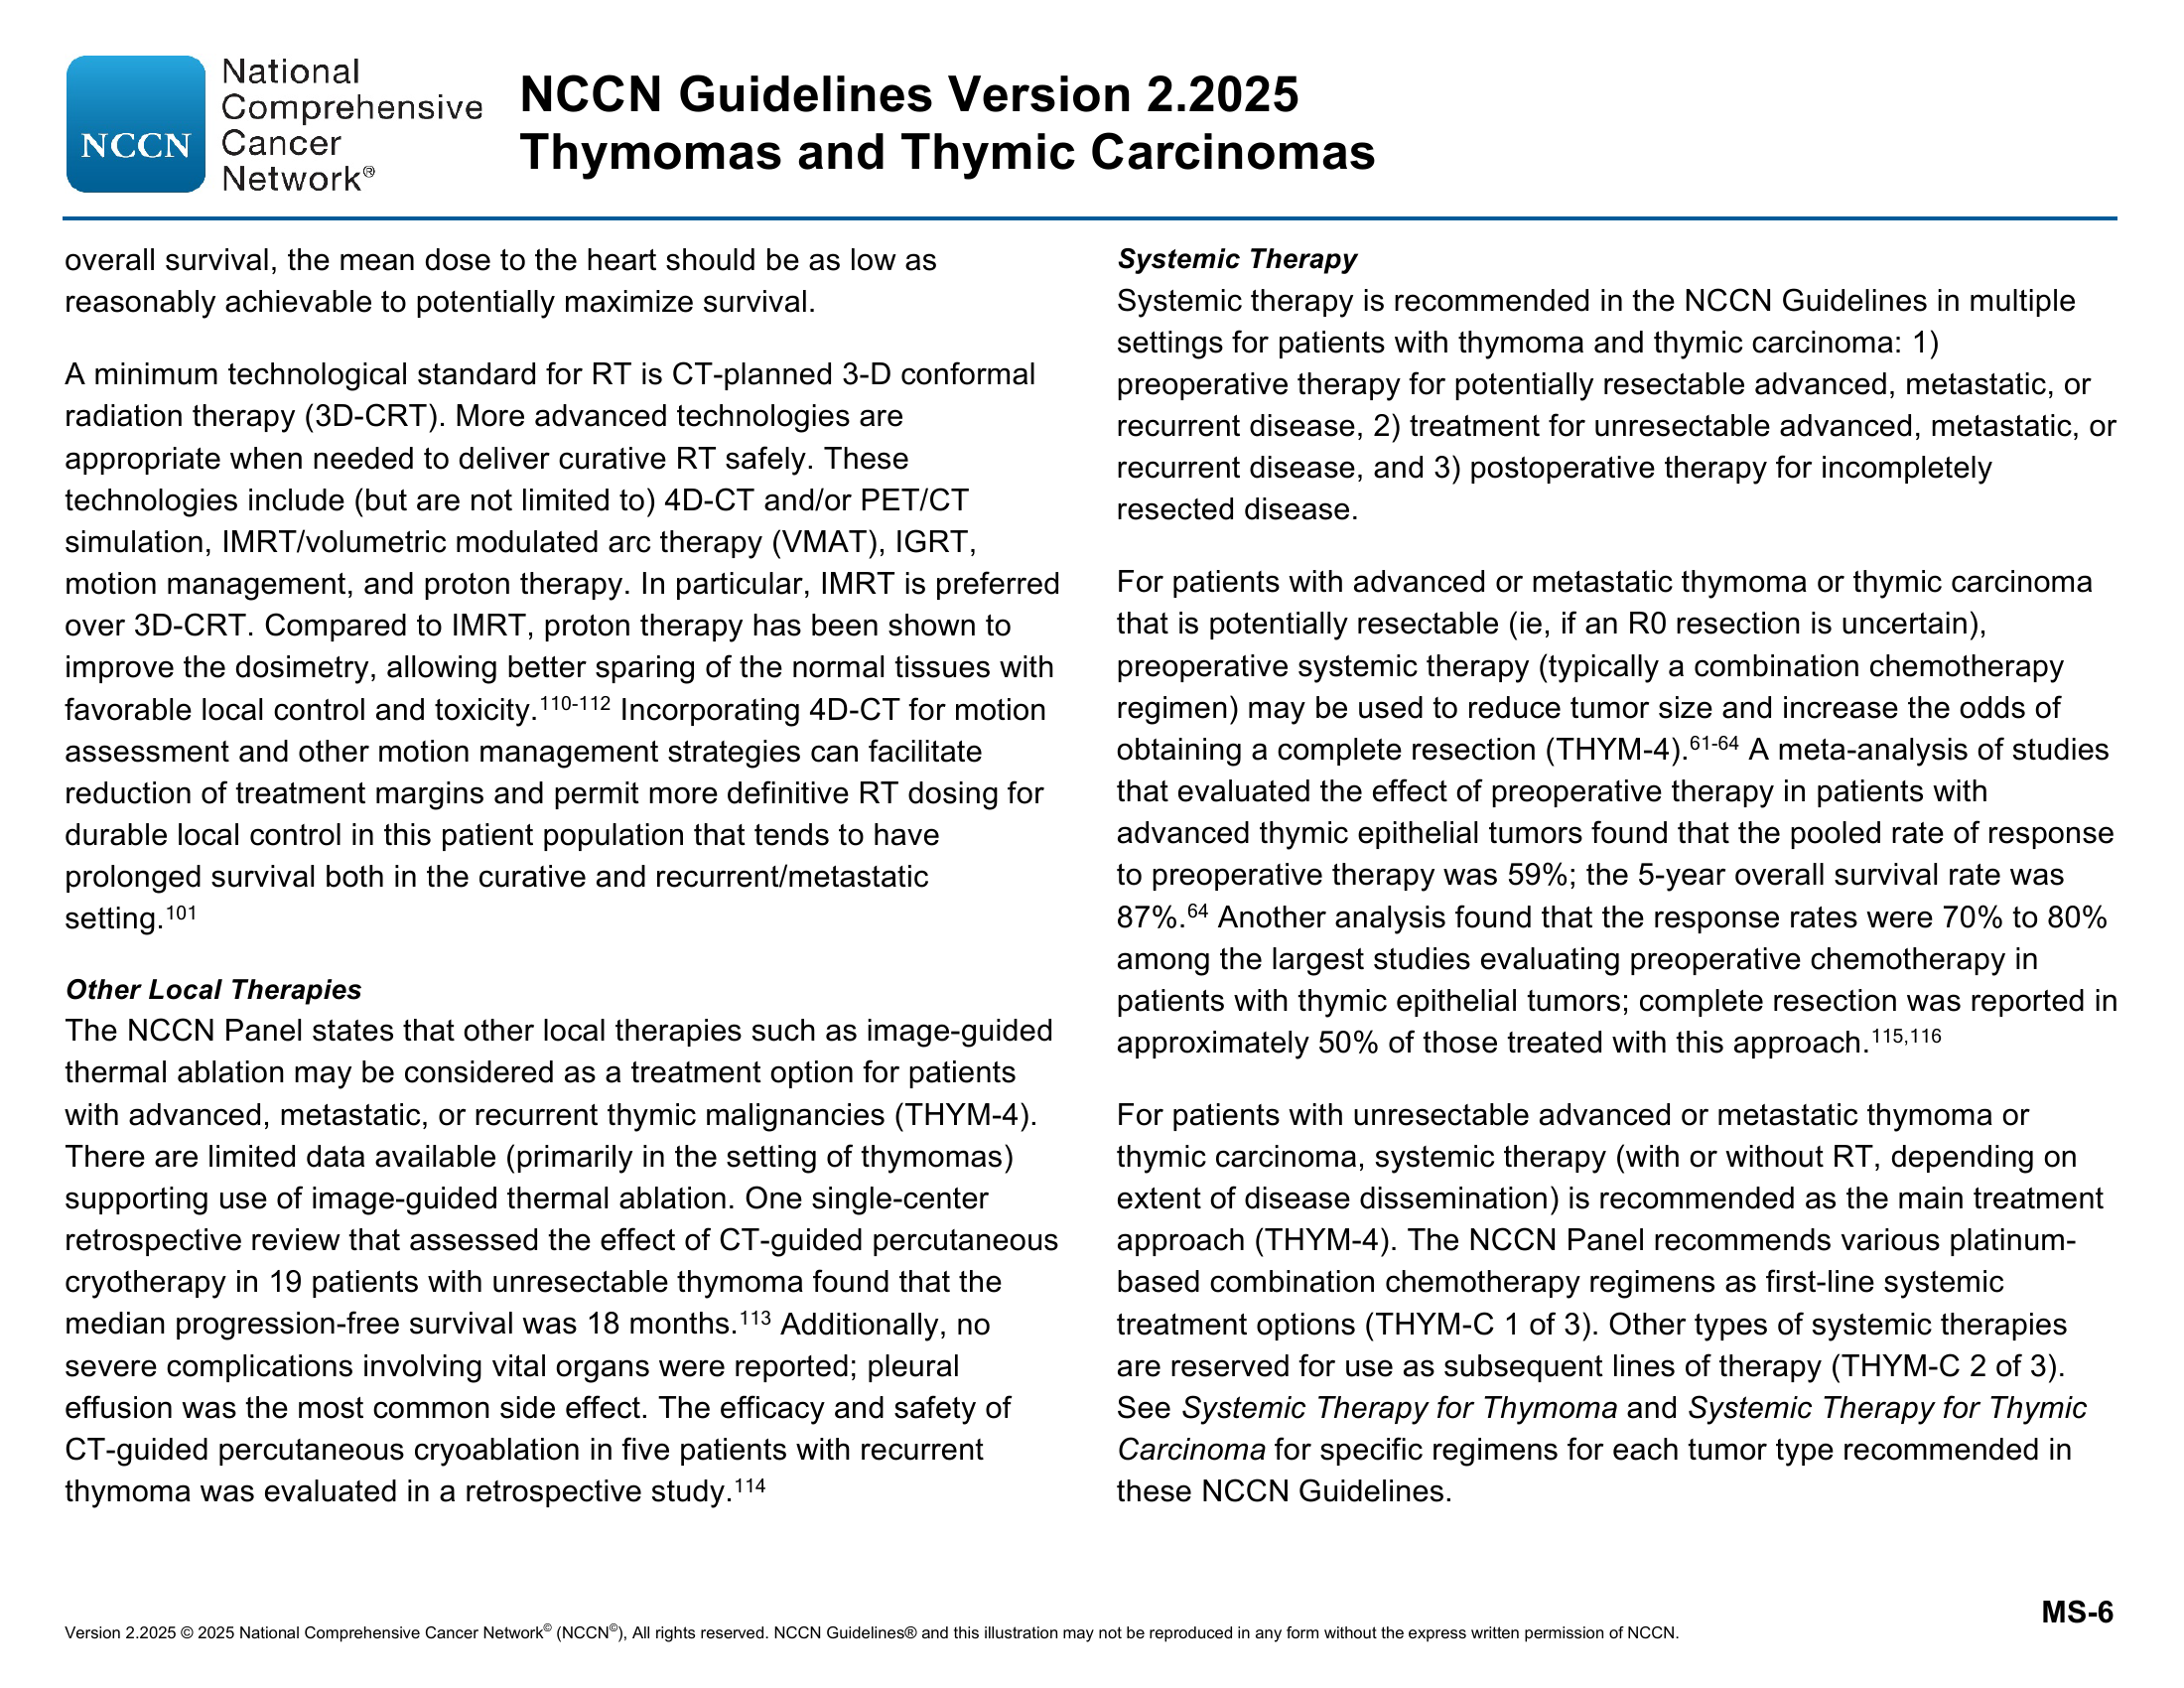 NCCN
National
Comprehensive
Cancer
Network®
NCCN Guidelines Version 2.2025
Thymomas and Thymic Carcinomas
overall survival, the mean dose to the heart should be as low as
reasonably achievable to potentially maximize survival.
A minimum technological standard for RT is CT-planned 3-D conformal
radiation therapy (3D-CRT). More advanced technologies are
appropriate when needed to deliver curative RT safely. These
technologies include (but are not limited to) 4D-CT and/or PET/CT
simulation, IMRT/volumetric modulated arc therapy (VMAT), IGRT,
motion management, and proton therapy. In particular, IMRT is preferred
over 3D-CRT. Compared to IMRT, proton therapy has been shown to
improve the dosimetry, allowing better sparing of the normal tissues with
favorable local control and toxicity.110-112 Incorporating 4D-CT for motion
assessment and other motion management strategies can facilitate
reduction of treatment margins and permit more definitive RT dosing for
durable local control in this patient population that tends to have
prolonged survival both in the curative and recurrent/metastatic
setting.101
Other Local Therapies
The NCCN Panel states that other local therapies such as image-guided
thermal ablation may be considered as a treatment option for patients
with advanced, metastatic, or recurrent thymic malignancies (THYM-4).
There are limited data available (primarily in the setting of thymomas)
supporting use of image-guided thermal ablation. One single-center
retrospective review that assessed the effect of CT-guided percutaneous
cryotherapy in 19 patients with unresectable thymoma found that the
median progression-free survival was 18 months.113 Additionally, no
severe complications involving vital organs were reported; pleural
effusion was the most common side effect. The efficacy and safety of
CT-guided percutaneous cryoablation in five patients with recurrent
thymoma was evaluated in a retrospective study.114
Systemic Therapy
Systemic therapy is recommended in the NCCN Guidelines in multiple
settings for patients with thymoma and thymic carcinoma: 1)
preoperative therapy for potentially resectable advanced, metastatic, or
recurrent disease, 2) treatment for unresectable advanced, metastatic, or
recurrent disease, and 3) postoperative therapy for incompletely
resected disease.
For patients with advanced or metastatic thymoma or thymic carcinoma
that is potentially resectable (ie, if an R0 resection is uncertain),
preoperative systemic therapy (typically a combination chemotherapy
regimen) may be used to reduce tumor size and increase the odds of
obtaining a complete resection (THYM-4).61-64 A meta-analysis of studies
that evaluated the effect of preoperative therapy in patients with
advanced thymic epithelial tumors found that the pooled rate of response
to preoperative therapy was 59%; the 5-year overall survival rate was
87%.64 Another analysis found that the response rates were 70% to 80%
among the largest studies evaluating preoperative chemotherapy in
patients with thymic epithelial tumors; complete resection was reported in
approximately 50% of those treated with this approach.115,116
For patients with unresectable advanced or metastatic thymoma or
thymic carcinoma, systemic therapy (with or without RT, depending on
extent of disease dissemination) is recommended as the main treatment
approach (THYM-4). The NCCN Panel recommends various platinum-
based combination chemotherapy regimens as first-line systemic
treatment options (THYM-C 1 of 3). Other types of systemic therapies
are reserved for use as subsequent lines of therapy (THYM-C 2 of 3).
See Systemic Therapy for Thymoma and Systemic Therapy for Thymic
Carcinoma for specific regimens for each tumor type recommended in
these NCCN Guidelines.
MS-6
Version 2.2025 © 2025 National Comprehensive Cancer Network© (NCCN©), All rights reserved. NCCN Guidelines® and this illustration may not be reproduced in any form without the express written permission of NCCN.